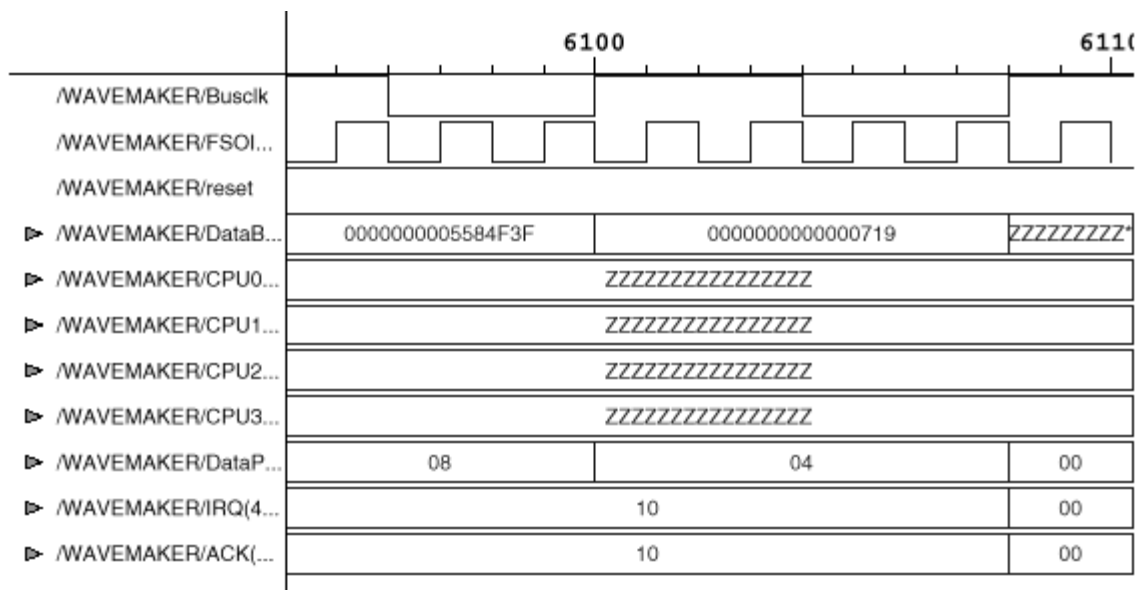 6100 6110
/WAVEMAKER/Busclk
/WAVEMAKER/FSOI...
/WAVEMAKER/reset
/WAVEMAKER/DataB... 0000000005584F3F 0000000000000719 ZZZZZZZZZ*
/WAVEMAKER/CPU0... ZZZZZZZZZZZZZZZZ
/WAVEMAKER/CPU1... ZZZZZZZZZZZZZZZZ
/WAVEMAKER/CPU2... ZZZZZZZZZZZZZZZZ
/WAVEMAKER/CPU3... ZZZZZZZZZZZZZZZZ
/WAVEMAKER/DataP... 08 04 00
/WAVEMAKER/IRQ(4... 10 00
/WAVEMAKER/ACK(... 10 00